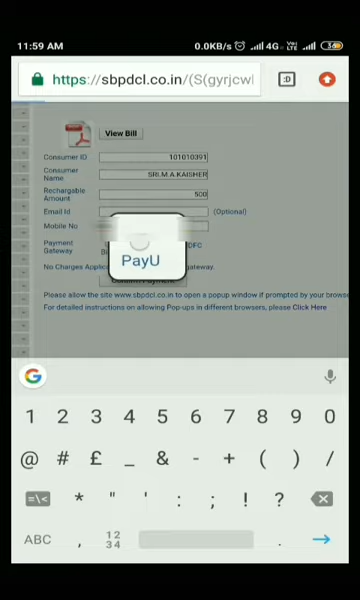 11:59 AM
0.0KB/s 4G VoLTE 36
https://sbpdcl.co.in/(S(gyrjcwl
:D
View Bill
Consumer ID 101010391
Consumer Name SRI.M.A.KAISHER
Rechargable Amount 500
Email Id (Optional)
Mobile No
Payment Gateway DFC
PayU
No Charges Applic gateway.
Please allow the site www.sbpdcl.co.in to open a popup window if prompted by your browse
For detailed instructions on allowing Pop-ups in different browsers, please Click Here
G
1 2 3 4 5 6 7 8 9 0
@ # £ _ & - + ( ) /
=\< * " ' : ; ! ?
ABC , 12 34 .